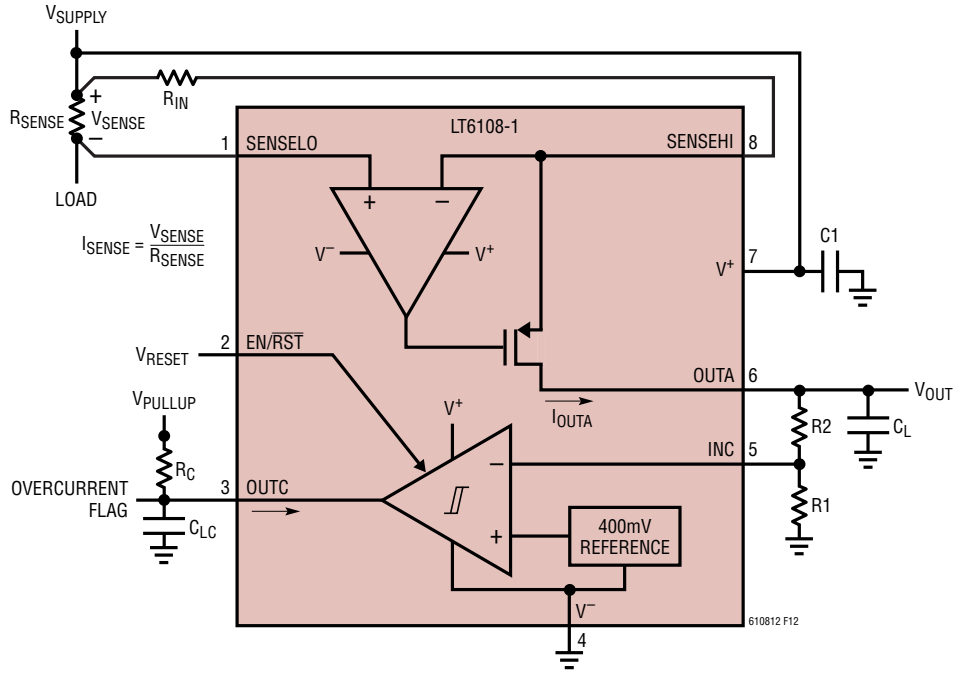 VSUPPLY
RIN
+
RSENSE
VSENSE
−
LOAD
ISENSE = VSENSE
RSENSE
LT6108-1
1
SENSELO
SENSEHI
8
+
−
V−
V+
V+
7
C1
2
EN/RST
VRESET
OUTA
6
VOUT
IOUTA
R2
CL
VPULLUP
V+
INC
5
RC
−
OVERCURRENT
FLAG
3
OUTC
R1
CLC
+
400mV
REFERENCE
V−
4
610812 F12